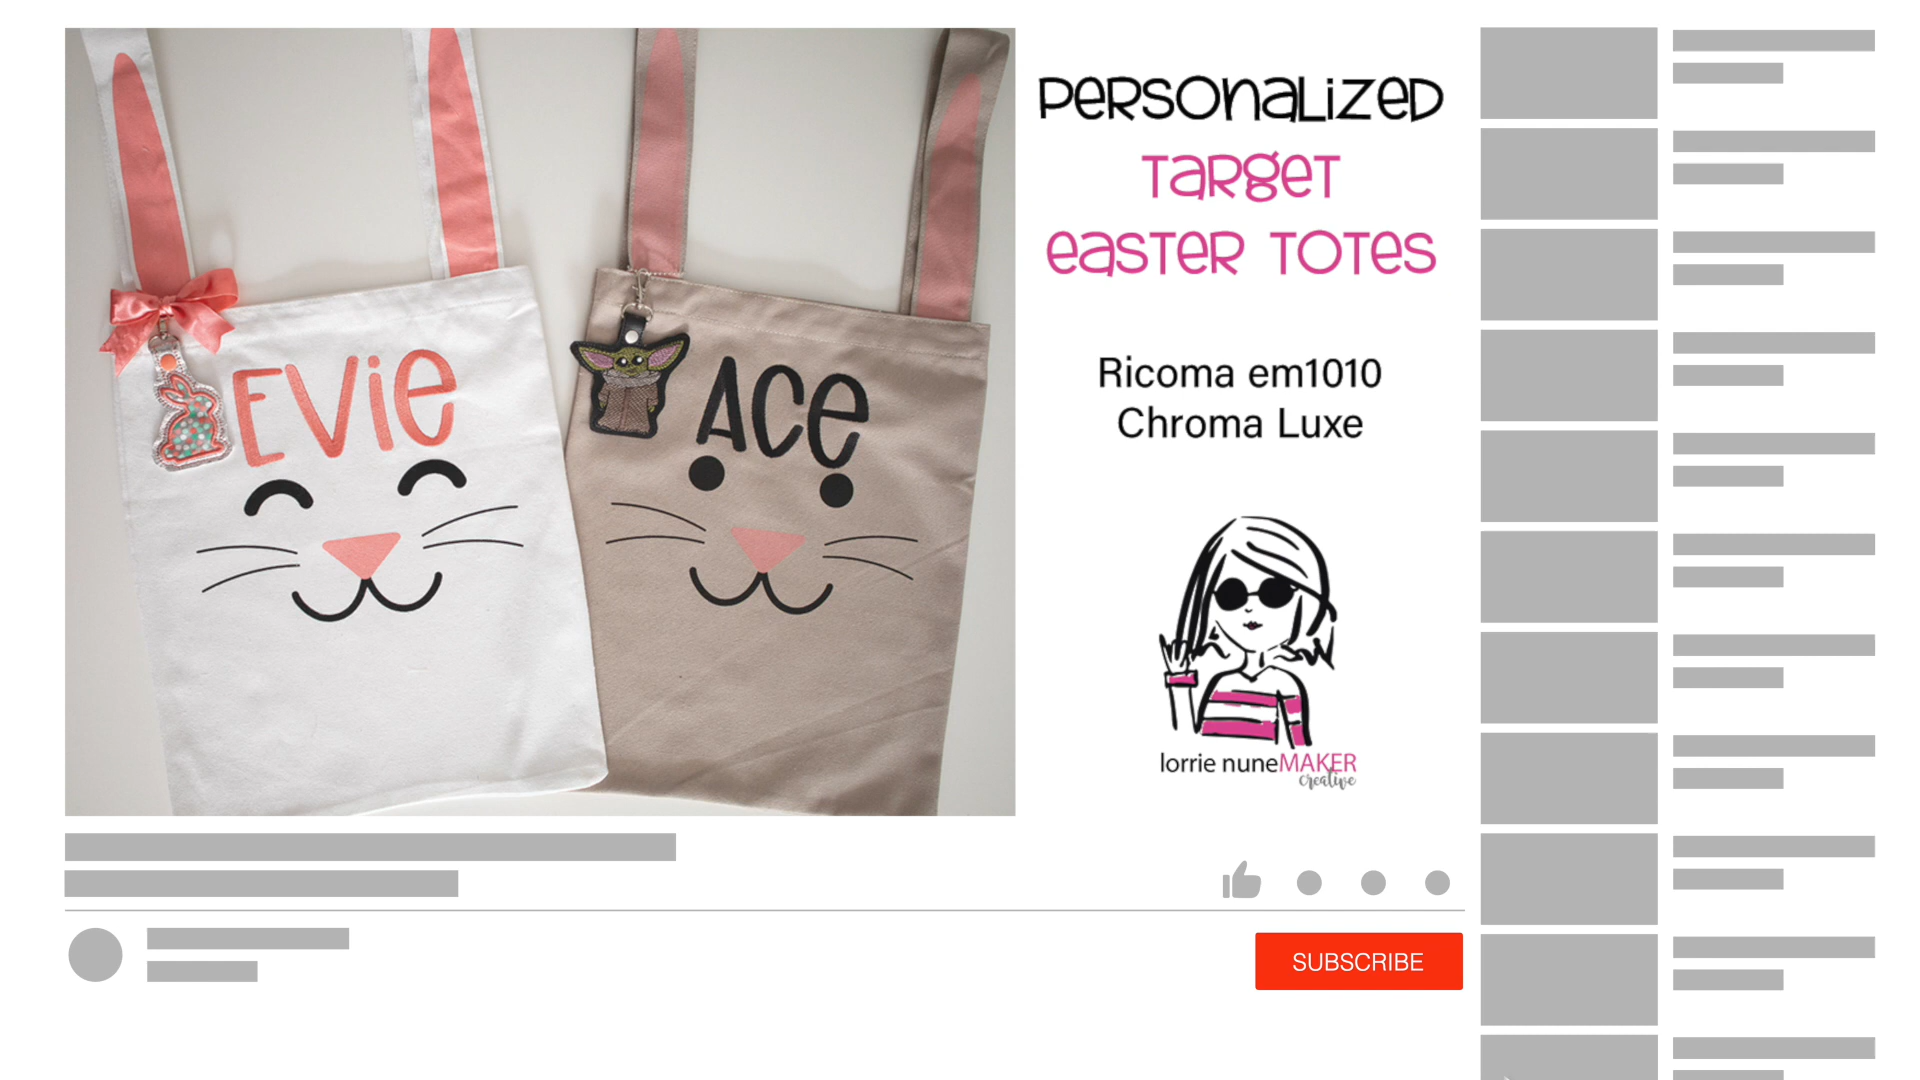 Evie
Ace
PERSONALIZED
TARGET
EASTER TOTES
Ricoma em1010
Chroma Luxe
lorrie nuneMAKER
creative
SUBSCRIBE